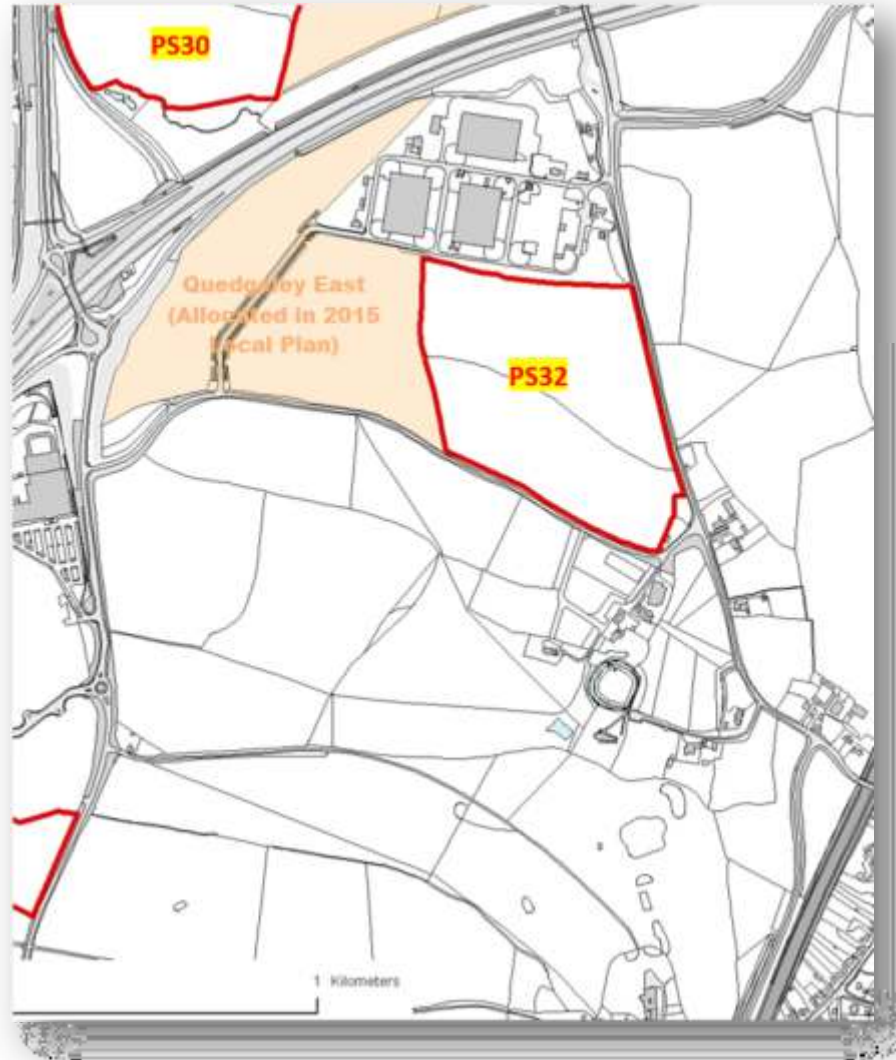 PS30
Quedgeley East
(Allocated in 2015
Local Plan)
PS32
1 Kilometers